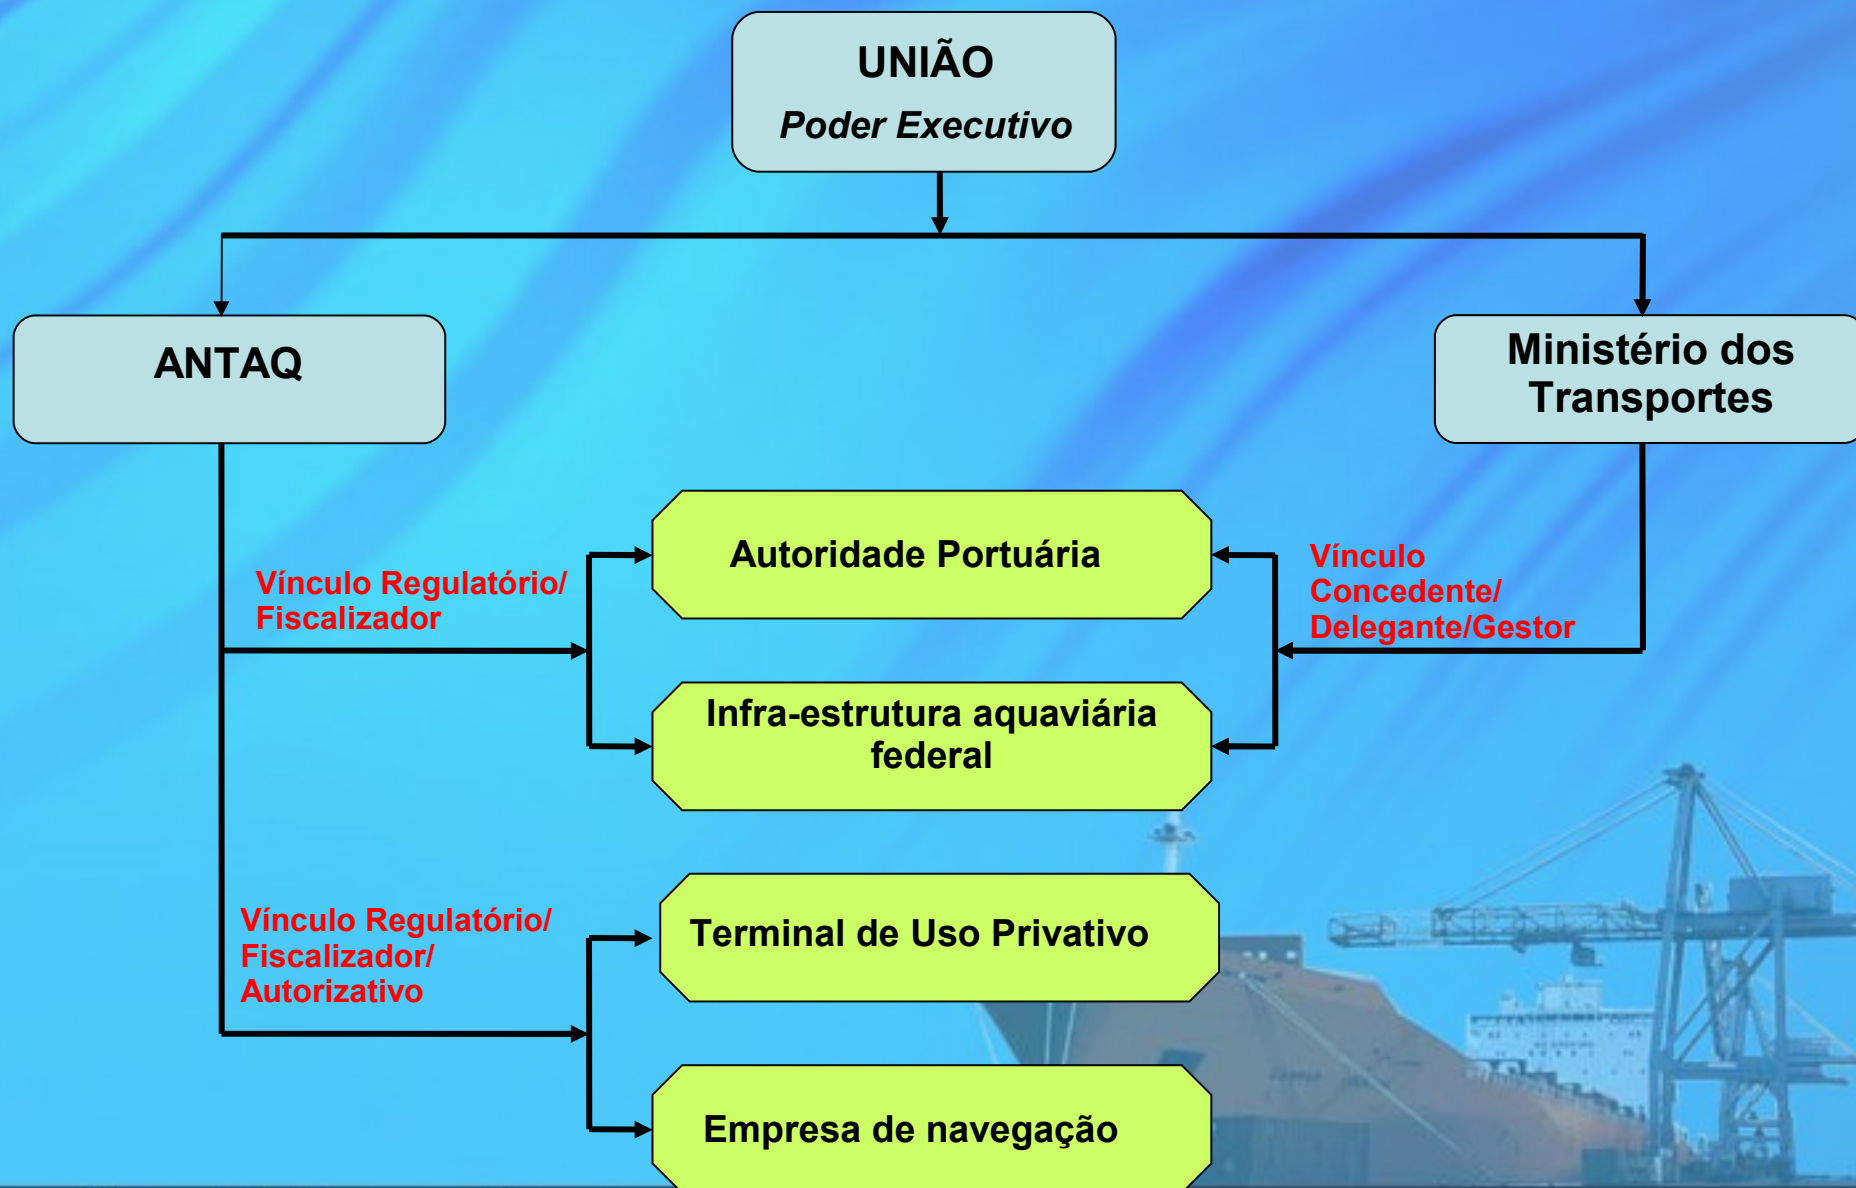 UNIÃO
Poder Executivo
ANTAQ
Ministério dos
Transportes
Autoridade Portuária
Vínculo Regulatório/
Fiscalizador
Vínculo
Concedente/
Delegante/Gestor
Infra-estrutura aquaviária
federal
Vínculo Regulatório/
Fiscalizador/
Autorizativo
Terminal de Uso Privativo
Empresa de navegação